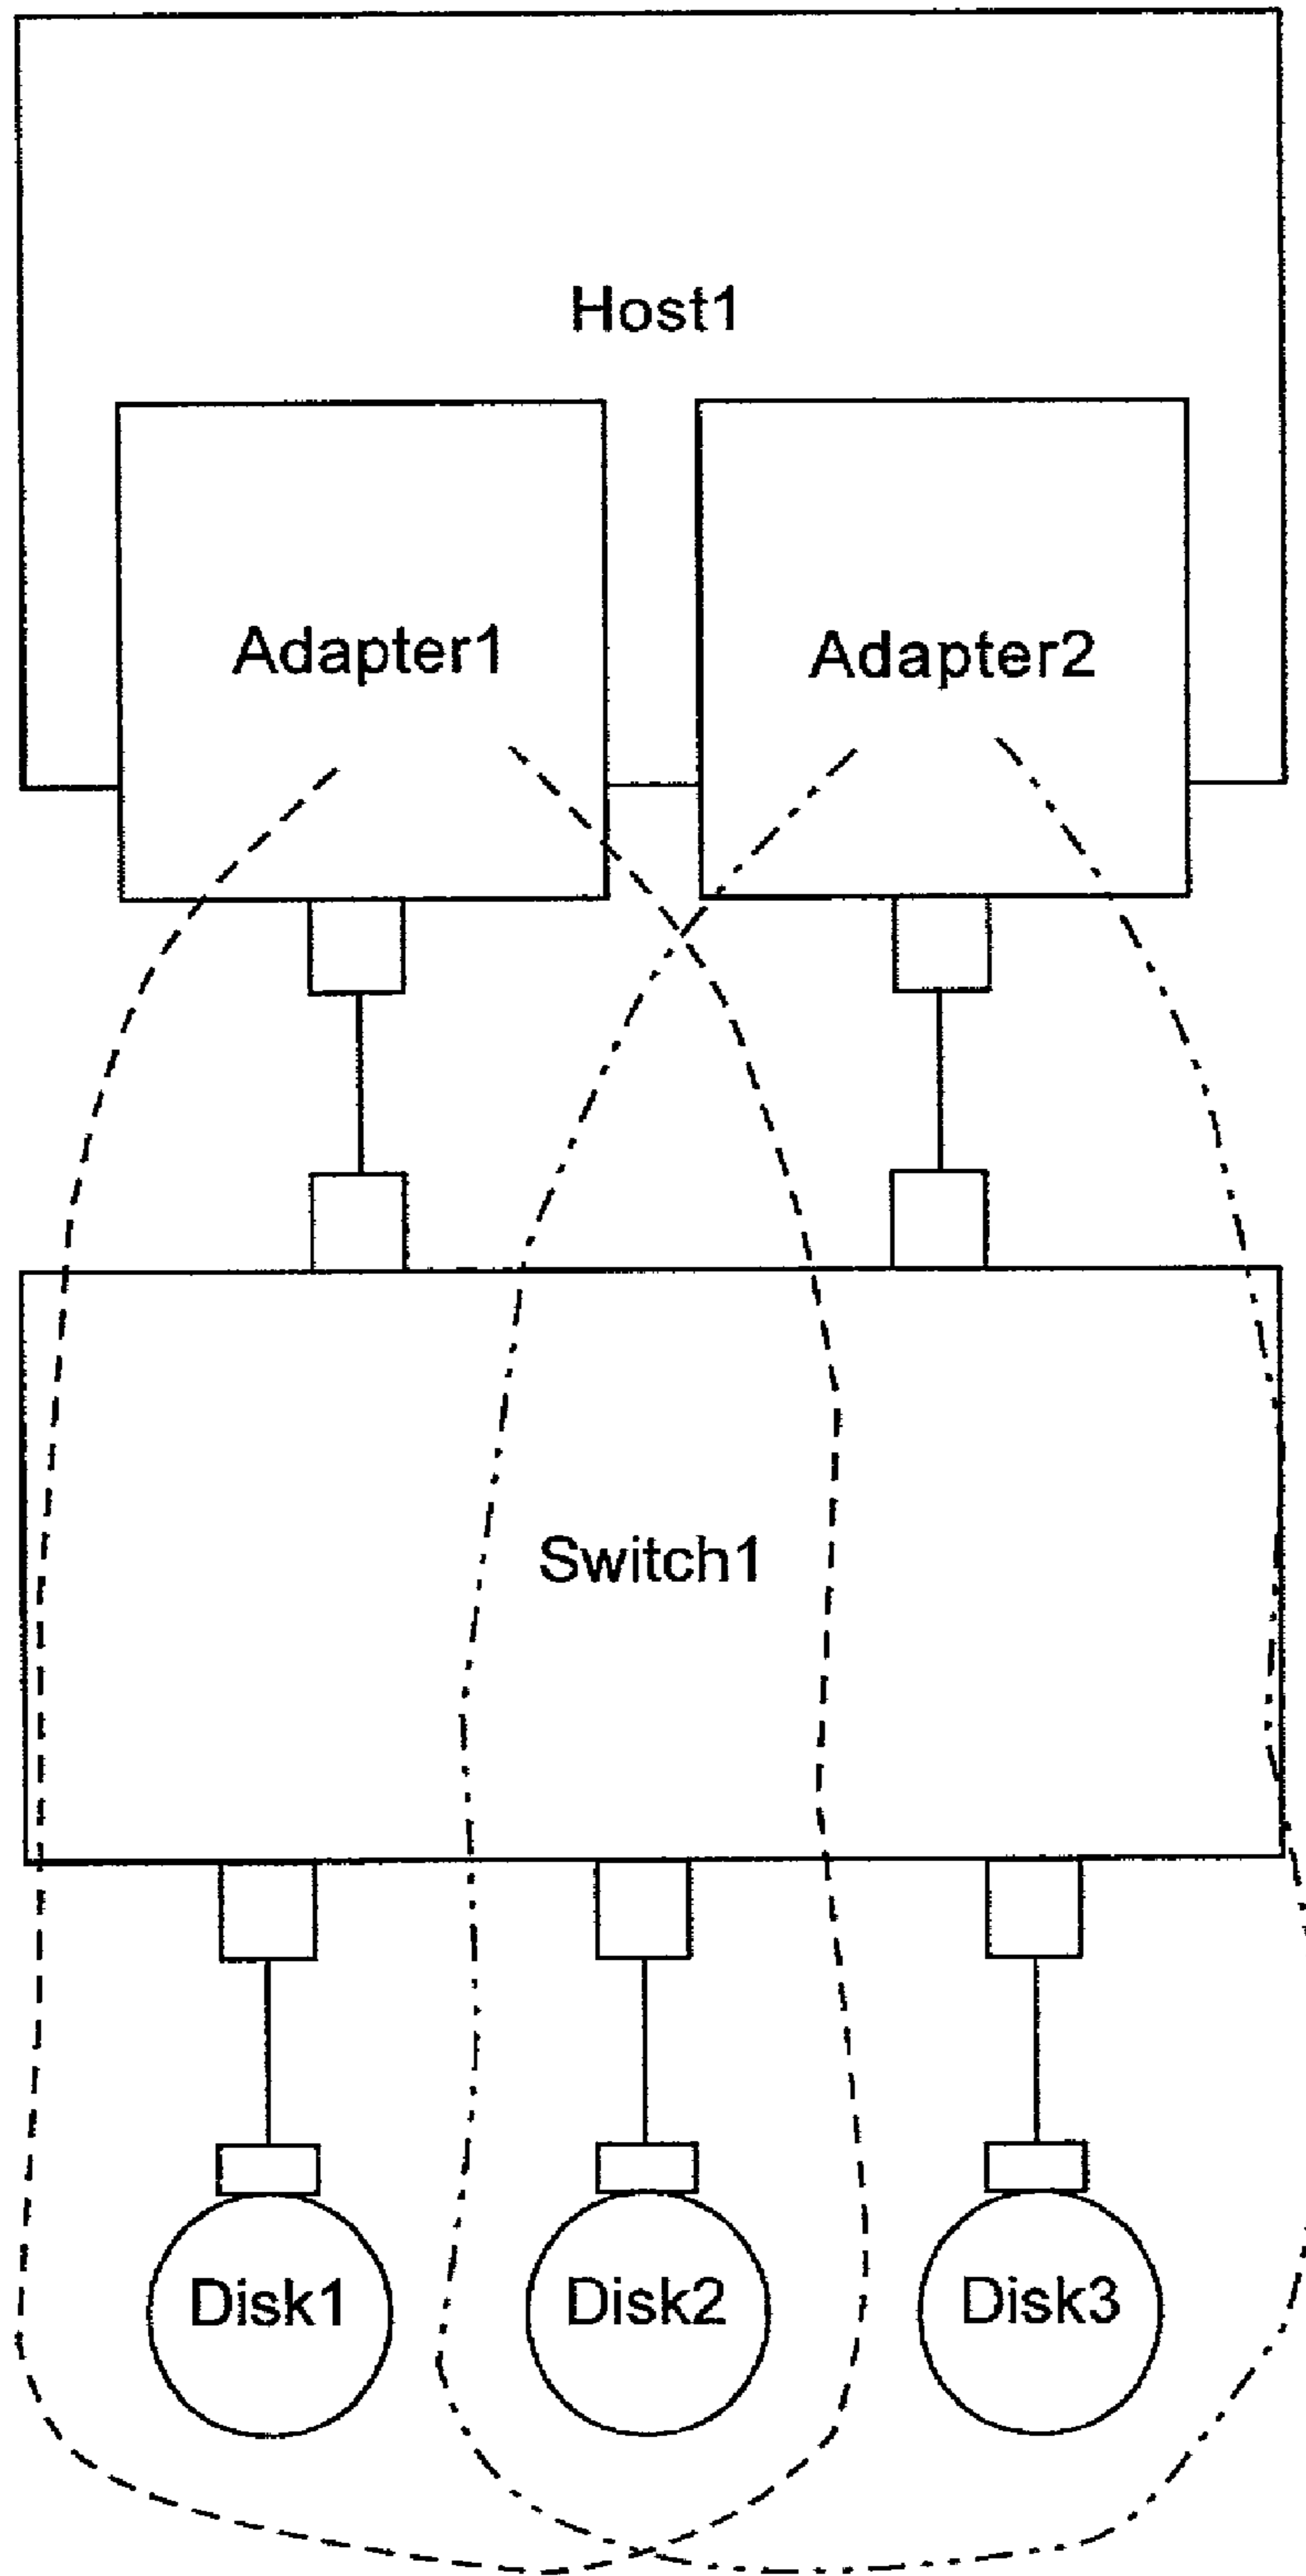 Host1
Adapter1
Adapter2
Switch1
Disk1
Disk2
Disk3